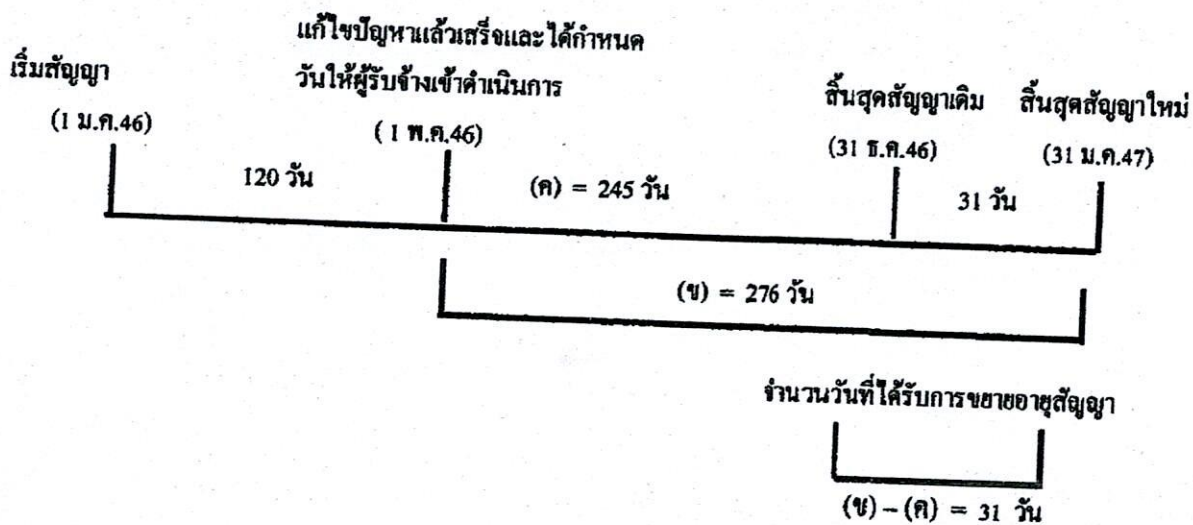 แก้ไขปัญหาแล้วเสร็จและได้กำหนด
เริ่มสัญญา
วันให้ผู้รับจ้างเข้าดำเนินการ
สิ้นสุดสัญญาเดิม สิ้นสุดสัญญาใหม่
(1 ม.ค.46)
( 1 พ.ค.46)
(31 ธ.ค.46)
(31 ม.ค.47)
120 วัน
(ค) = 245 วัน
31 วัน
(ข) = 276 วัน
จำนวนวันที่ได้รับการขยายอายุสัญญา
(ข) – (ค) = 31 วัน